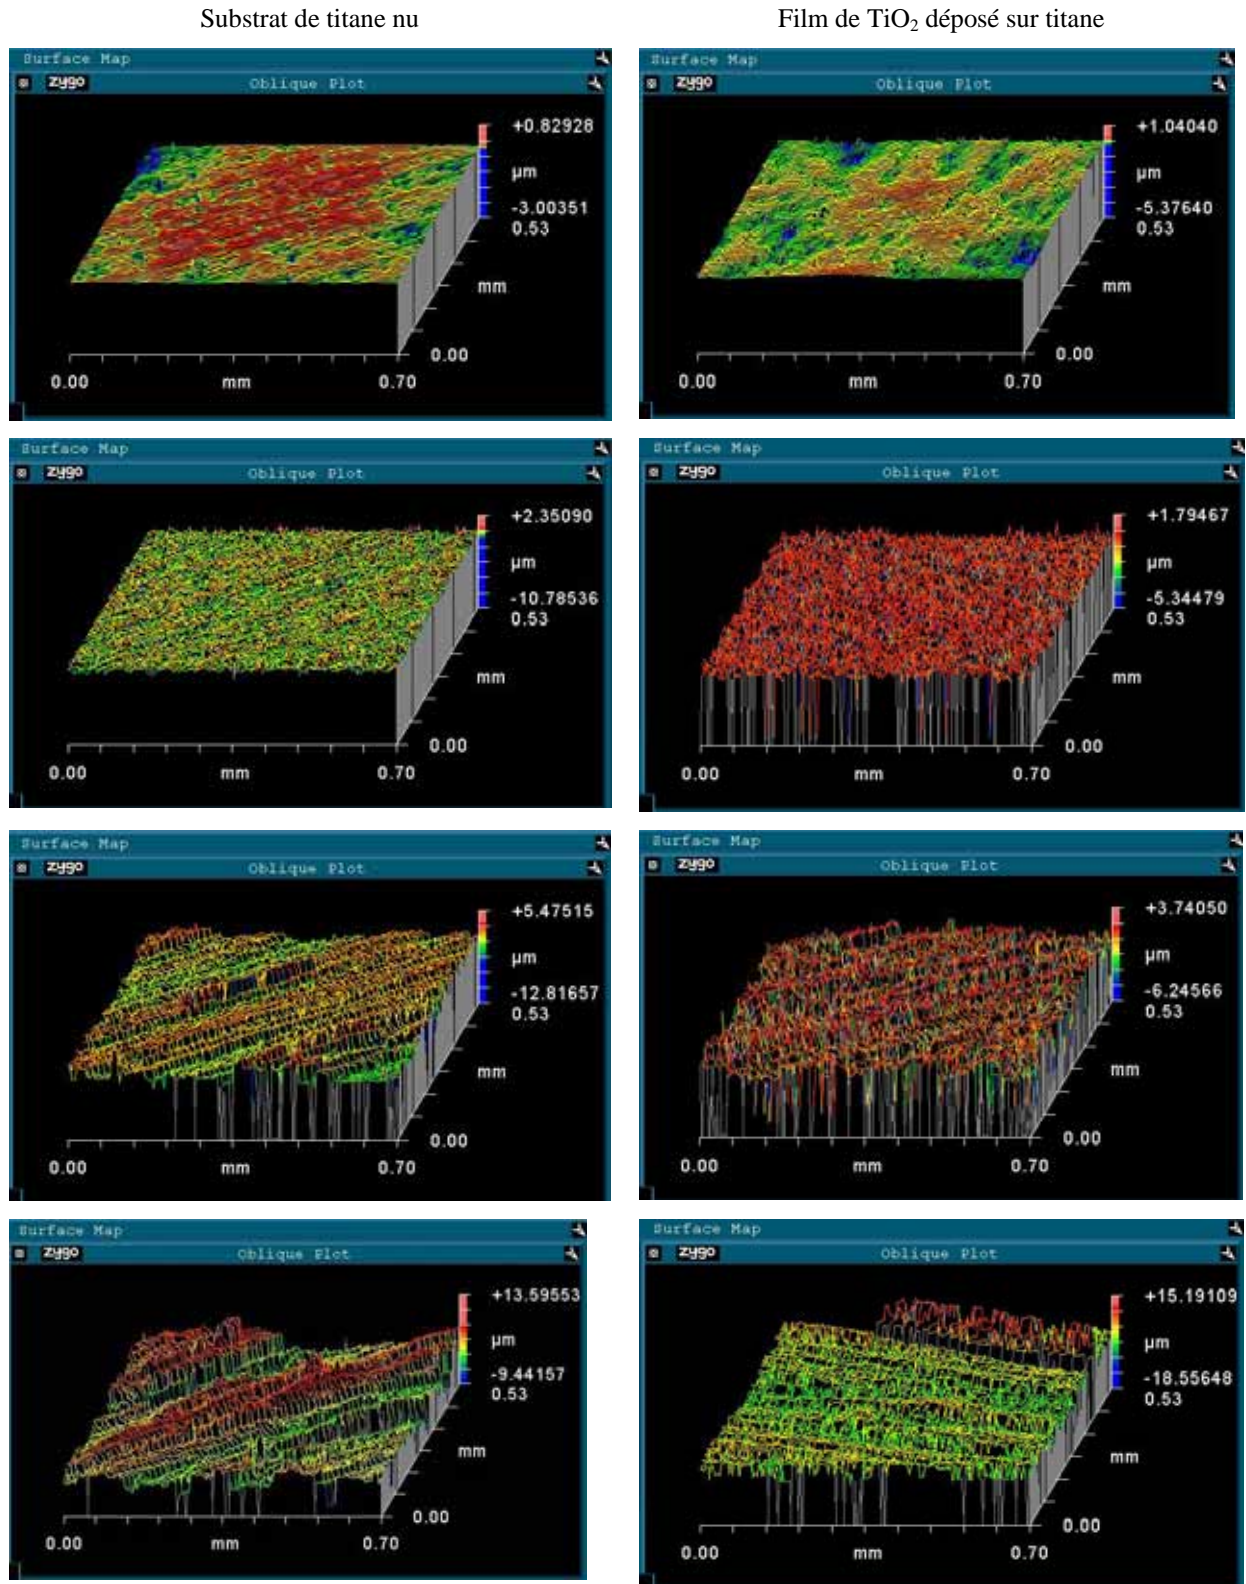 Substrat de titane nu
Film de TiO2 déposé sur titane
Surface Map
zygo
Oblique Plot
+0.82928
µm
-3.00351
0.53
mm
0.00
0.00
mm
0.70
Surface Map
zygo
Oblique Plot
+1.04040
µm
-5.37640
0.53
mm
0.00
0.00
mm
0.70
Surface Map
zygo
Oblique Plot
+2.35090
µm
-10.78536
0.53
mm
0.00
0.00
mm
0.70
Surface Map
zygo
Oblique Plot
+1.79467
µm
-5.34479
0.53
mm
0.00
0.00
mm
0.70
Surface Map
zygo
Oblique Plot
+5.47515
µm
-12.81657
0.53
mm
0.00
0.00
mm
0.70
Surface Map
zygo
Oblique Plot
+3.74050
µm
-6.24566
0.53
mm
0.00
0.00
mm
0.70
Surface Map
zygo
Oblique Plot
+13.59553
µm
-9.44157
0.53
mm
0.00
0.00
mm
0.70
Surface Map
zygo
Oblique Plot
+15.19109
µm
-18.55648
0.53
mm
0.00
0.00
mm
0.70